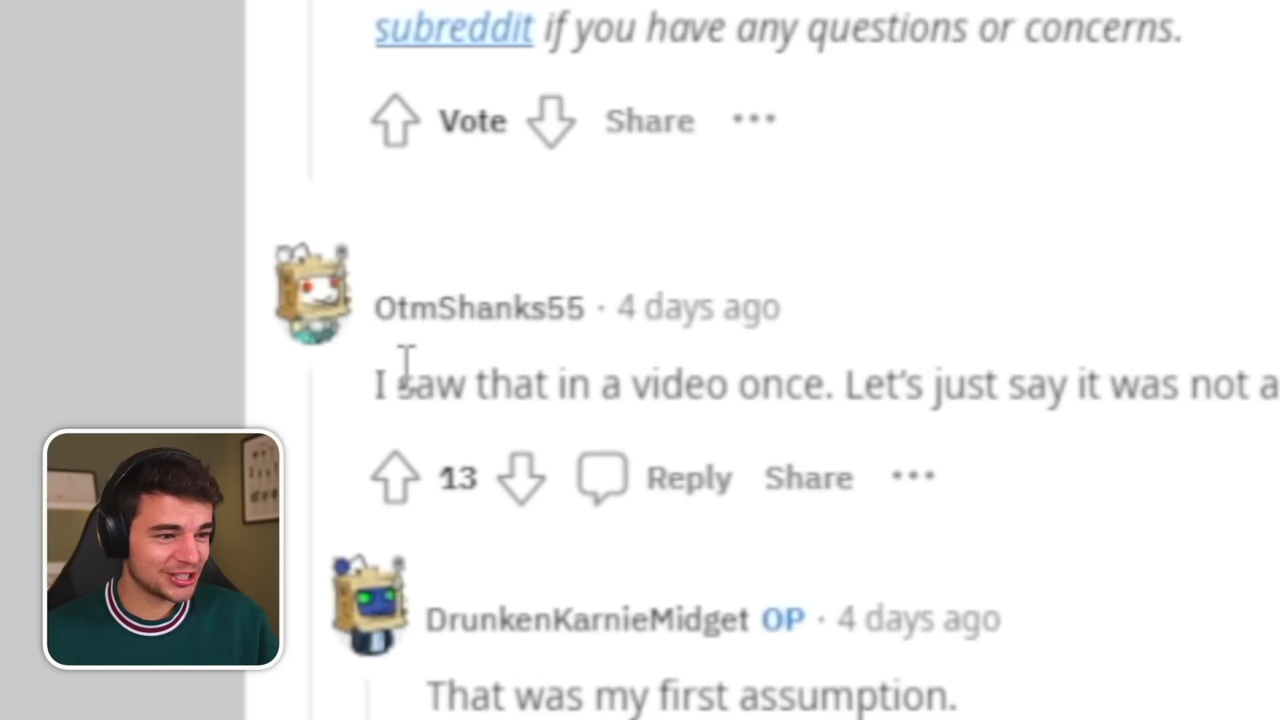 subreddit if you have any questions or concerns.
Vote Share •••
OtmShanks55 · 4 days ago
I saw that in a video once. Let’s just say it was not a
13 Reply Share •••
DrunkenKarnieMidget OP · 4 days ago
That was my first assumption.